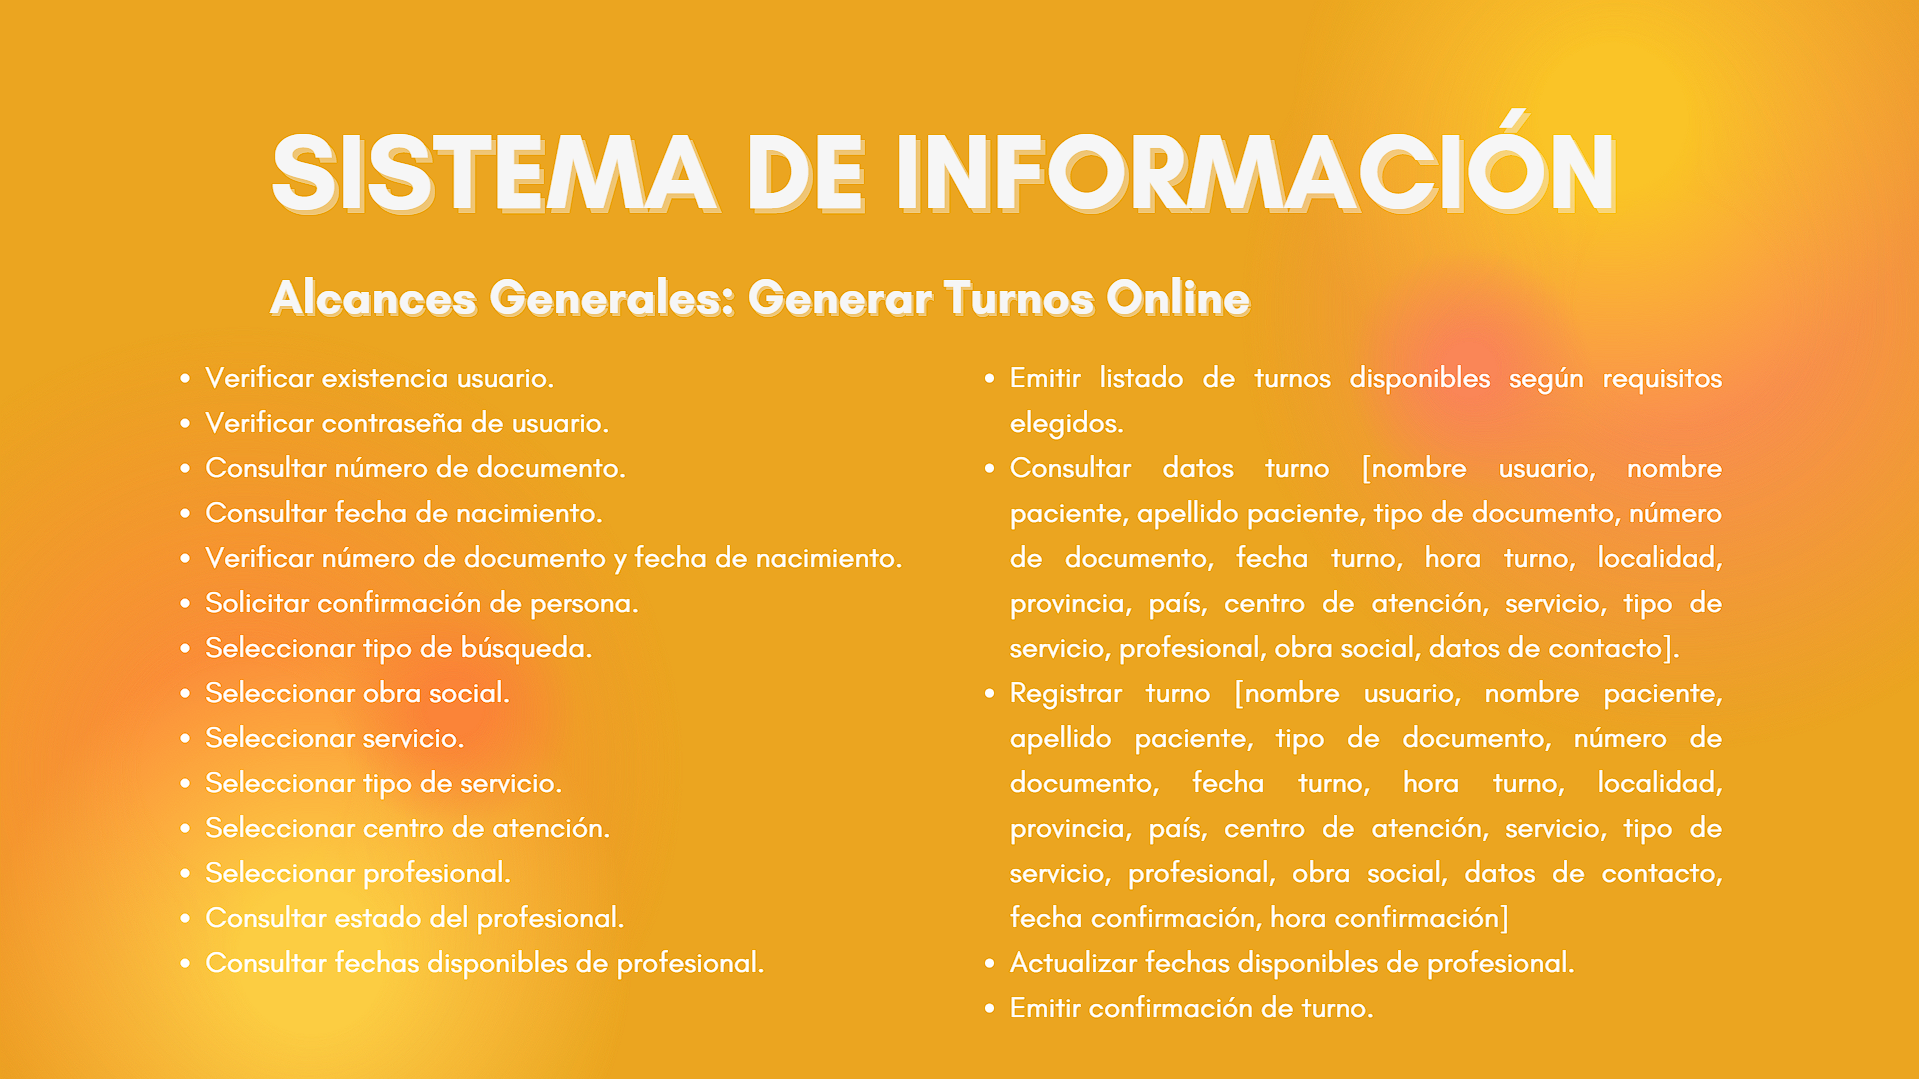 SISTEMA DE INFORMACIÓN
Alcances Generales: Generar Turnos Online
• Verificar existencia usuario.
• Verificar contraseña de usuario.
• Consultar número de documento.
• Consultar fecha de nacimiento.
• Verificar número de documento y fecha de nacimiento.
• Solicitar confirmación de persona.
• Seleccionar tipo de búsqueda.
• Seleccionar obra social.
• Seleccionar servicio.
• Seleccionar tipo de servicio.
• Seleccionar centro de atención.
• Seleccionar profesional.
• Consultar estado del profesional.
• Consultar fechas disponibles de profesional.
• Emitir listado de turnos disponibles según requisitos
elegidos.
• Consultar datos turno [nombre usuario, nombre
paciente, apellido paciente, tipo de documento, número
de documento, fecha turno, hora turno, localidad,
provincia, país, centro de atención, servicio, tipo de
servicio, profesional, obra social, datos de contacto].
• Registrar turno [nombre usuario, nombre paciente,
apellido paciente, tipo de documento, número de
documento, fecha turno, hora turno, localidad,
provincia, país, centro de atención, servicio, tipo de
servicio, profesional, obra social, datos de contacto,
fecha confirmación, hora confirmación]
• Actualizar fechas disponibles de profesional.
• Emitir confirmación de turno.